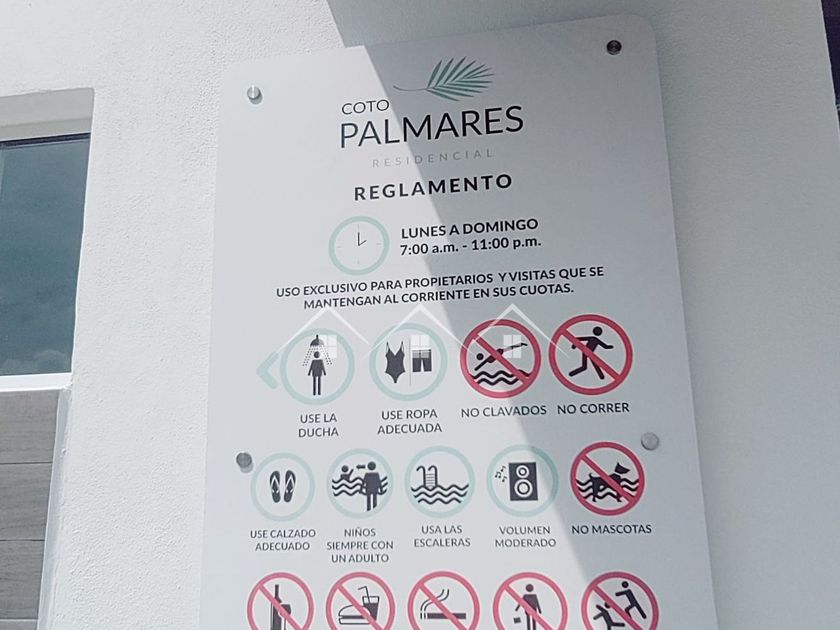 COTO
PALMARES
RESIDENCIAL
REGLAMENTO
LUNES A DOMINGO
7:00 a.m. - 11:00 p.m.
USO EXCLUSIVO PARA PROPIETARIOS Y VISITAS QUE SE
MANTENGAN AL CORRIENTE EN SUS CUOTAS.
USE LA
DUCHA
USE ROPA
ADECUADA
NO CLAVADOS
NO CORRER
USE CALZADO
ADECUADO
NIÑOS
SIEMPRE CON
UN ADULTO
USA LAS
ESCALERAS
VOLUMEN
MODERADO
NO MASCOTAS